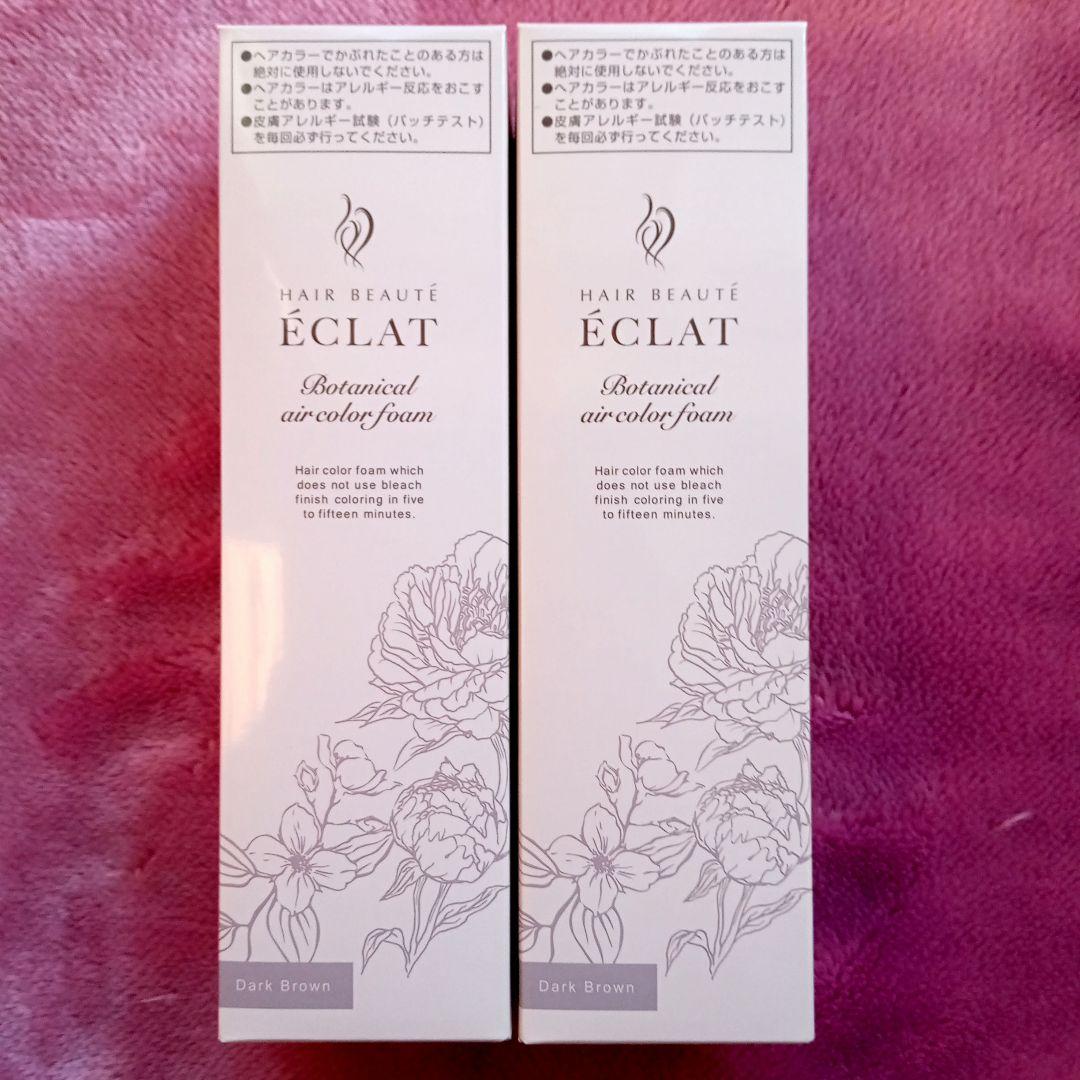 ●ヘアカラーでかぶれたことのある方は
絶対に使用しないでください。
●ヘアカラーはアレルギー反応をおこす
ことがあります。
●皮膚アレルギー試験（パッチテスト）
を毎回必ず行ってください。
HAIR BEAUTÉ
ÉCLAT
Botanical
air color foam
Hair color foam which
does not use bleach
finish coloring in five
to fifteen minutes.
Dark Brown
●ヘアカラーでかぶれたことのある方は
絶対に使用しないでください。
●ヘアカラーはアレルギー反応をおこす
ことがあります。
●皮膚アレルギー試験（パッチテスト）
を毎回必ず行ってください。
HAIR BEAUTÉ
ÉCLAT
Botanical
air color foam
Hair color foam which
does not use bleach
finish coloring in five
to fifteen minutes.
Dark Brown